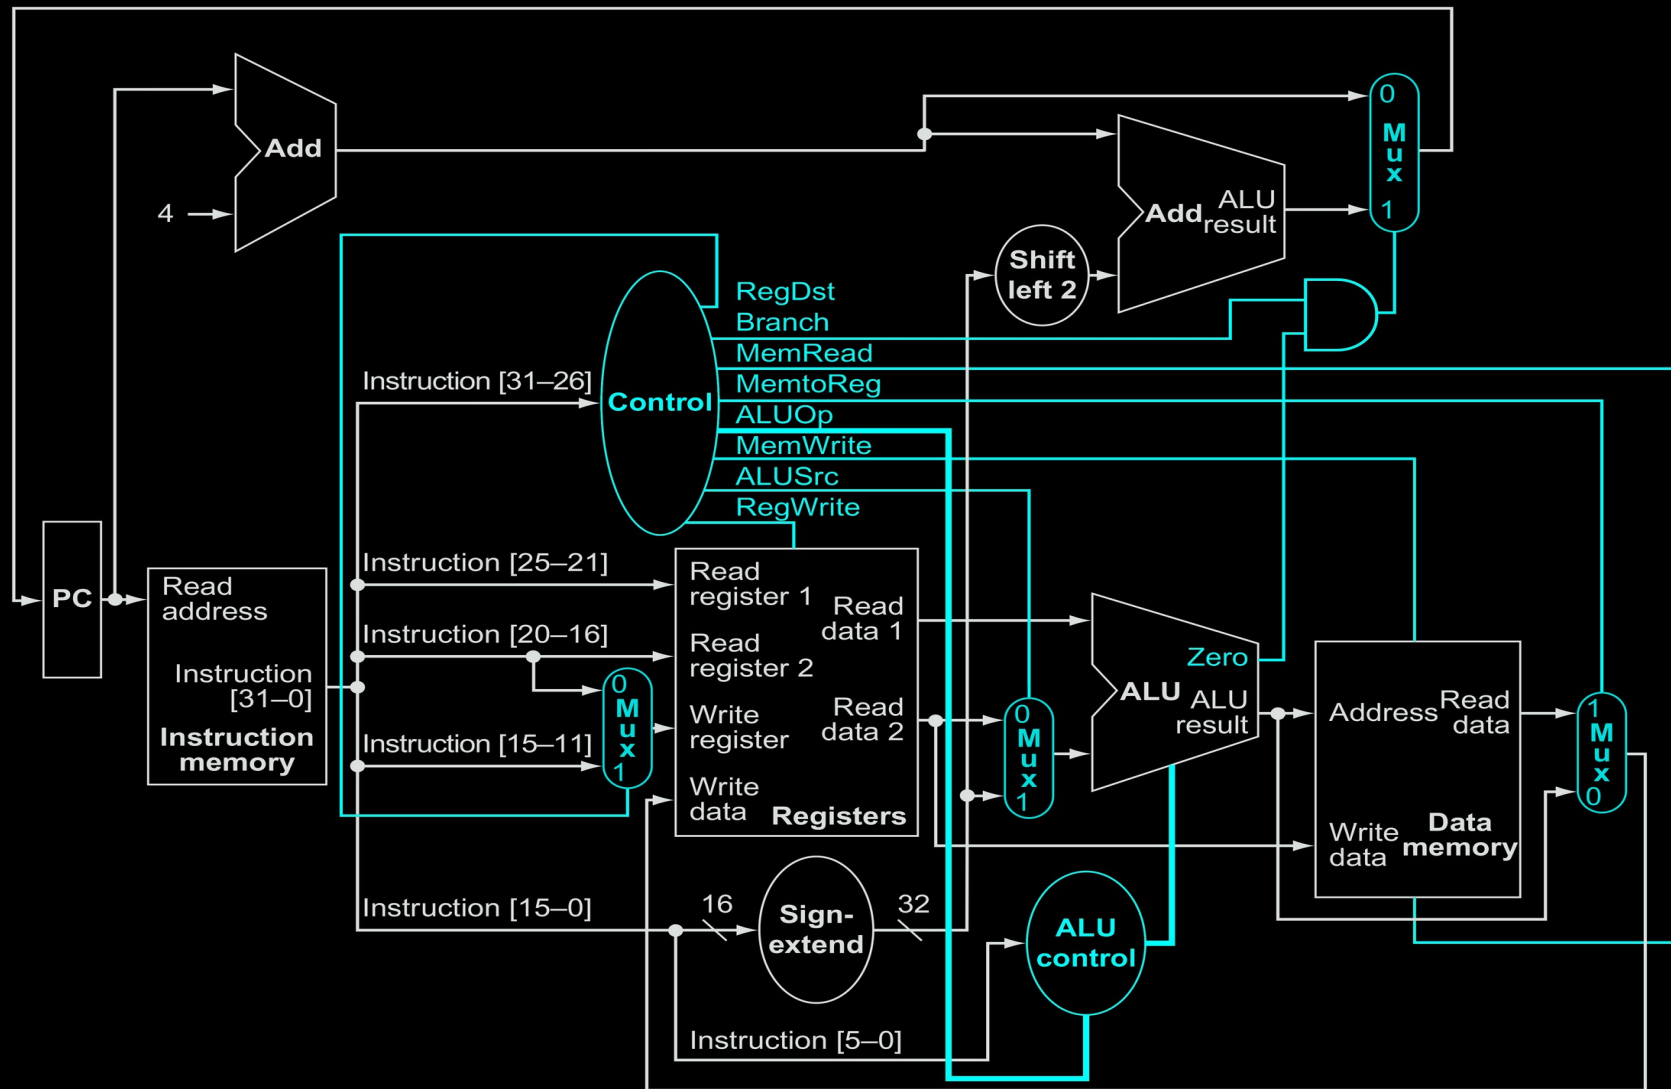 0
Mux
1
Add
4
Add
ALU
result
Shift
left 2
RegDst
Branch
MemRead
MemtoReg
ALUOp
MemWrite
ALUSrc
RegWrite
Control
Instruction [31–26]
Instruction [25–21]
Instruction [20–16]
Instruction [15–11]
Instruction [15–0]
PC
Read
address
Instruction
[31–0]
Instruction
memory
0
Mux
1
Read
register 1
Read
register 2
Write
register
Write
data
Read
data 1
Read
data 2
Registers
0
Mux
1
Zero
ALU
ALU
result
Address
Read
data
Write
data
Data
memory
1
Mux
0
16
Sign-
extend
32
ALU
control
Instruction [5–0]